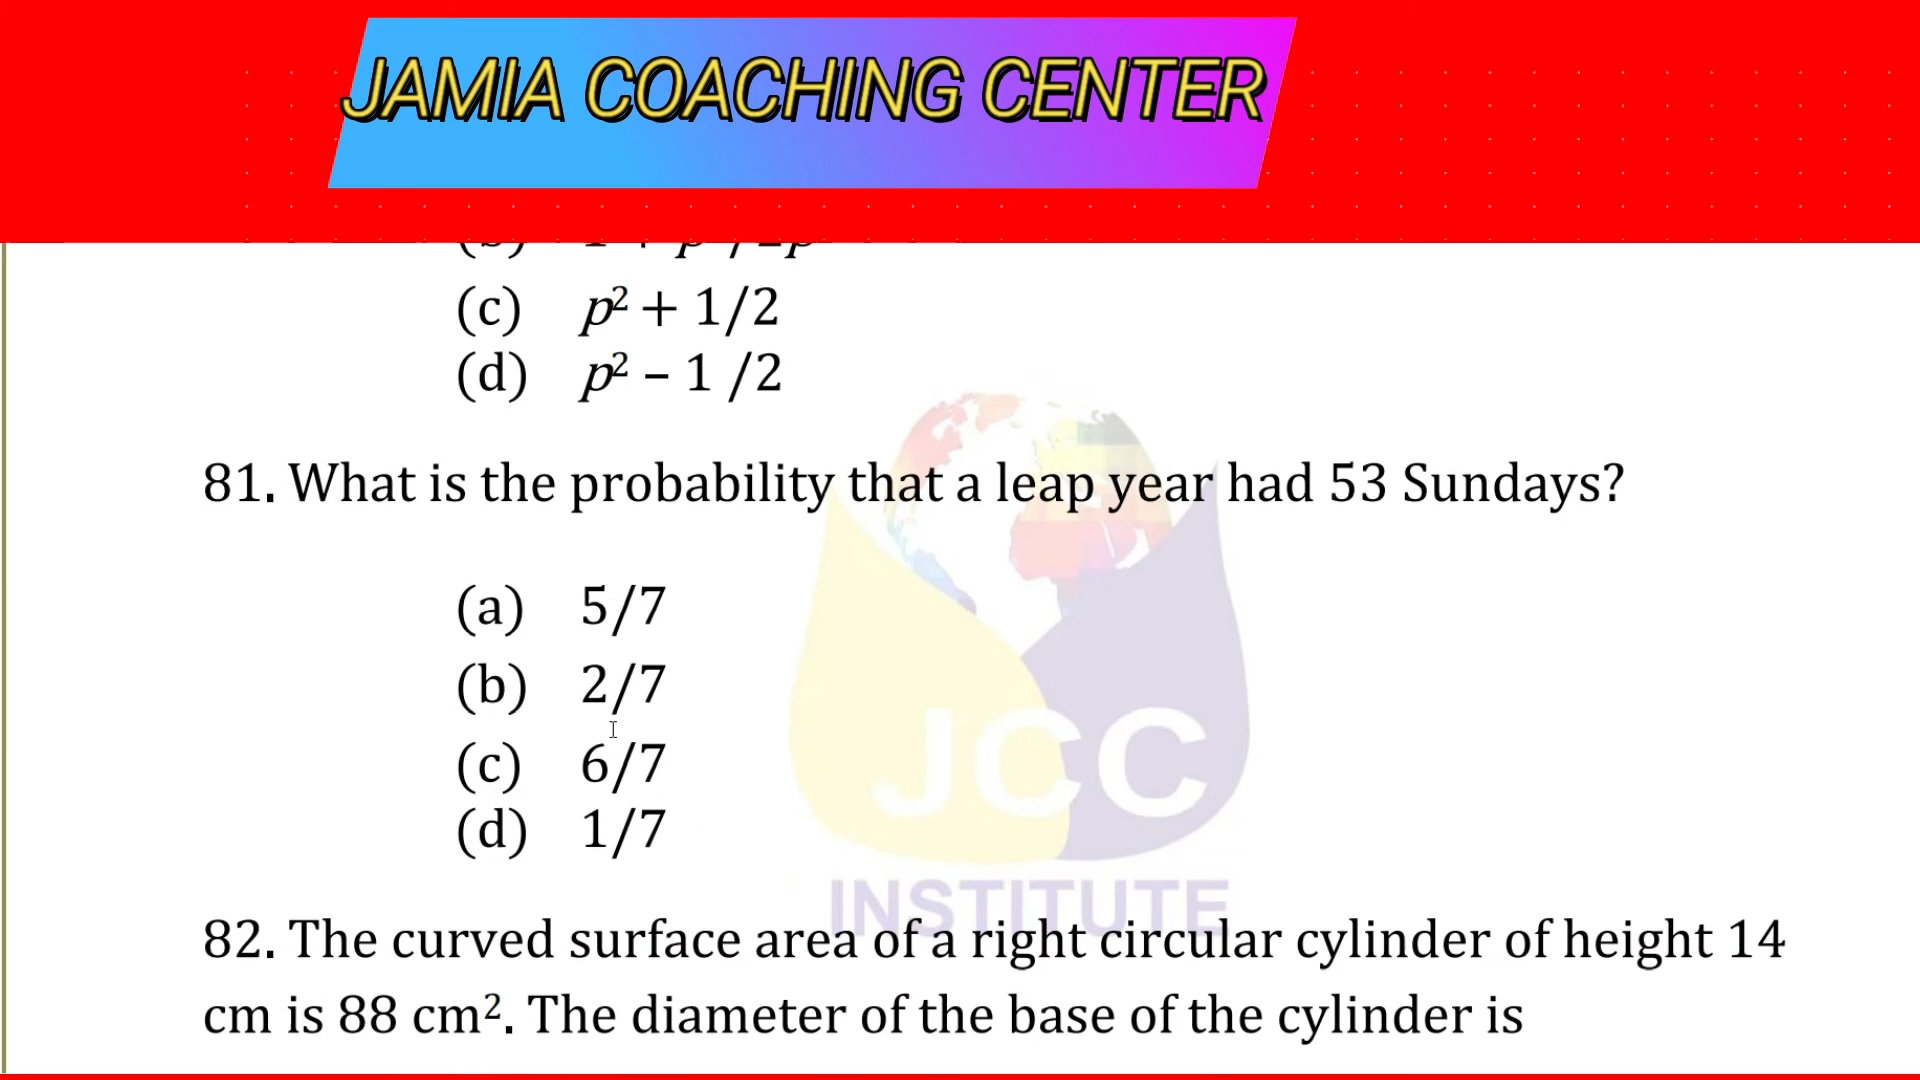 JAMIA COACHING CENTER
(c) p² + 1/2
(d) p² – 1 /2
81. What is the probability that a leap year had 53 Sundays?
(a) 5/7
(b) 2/7
(c) 6/7
(d) 1/7
JCC
INSTITUTE
82. The curved surface area of a right circular cylinder of height 14
cm is 88 cm². The diameter of the base of the cylinder is